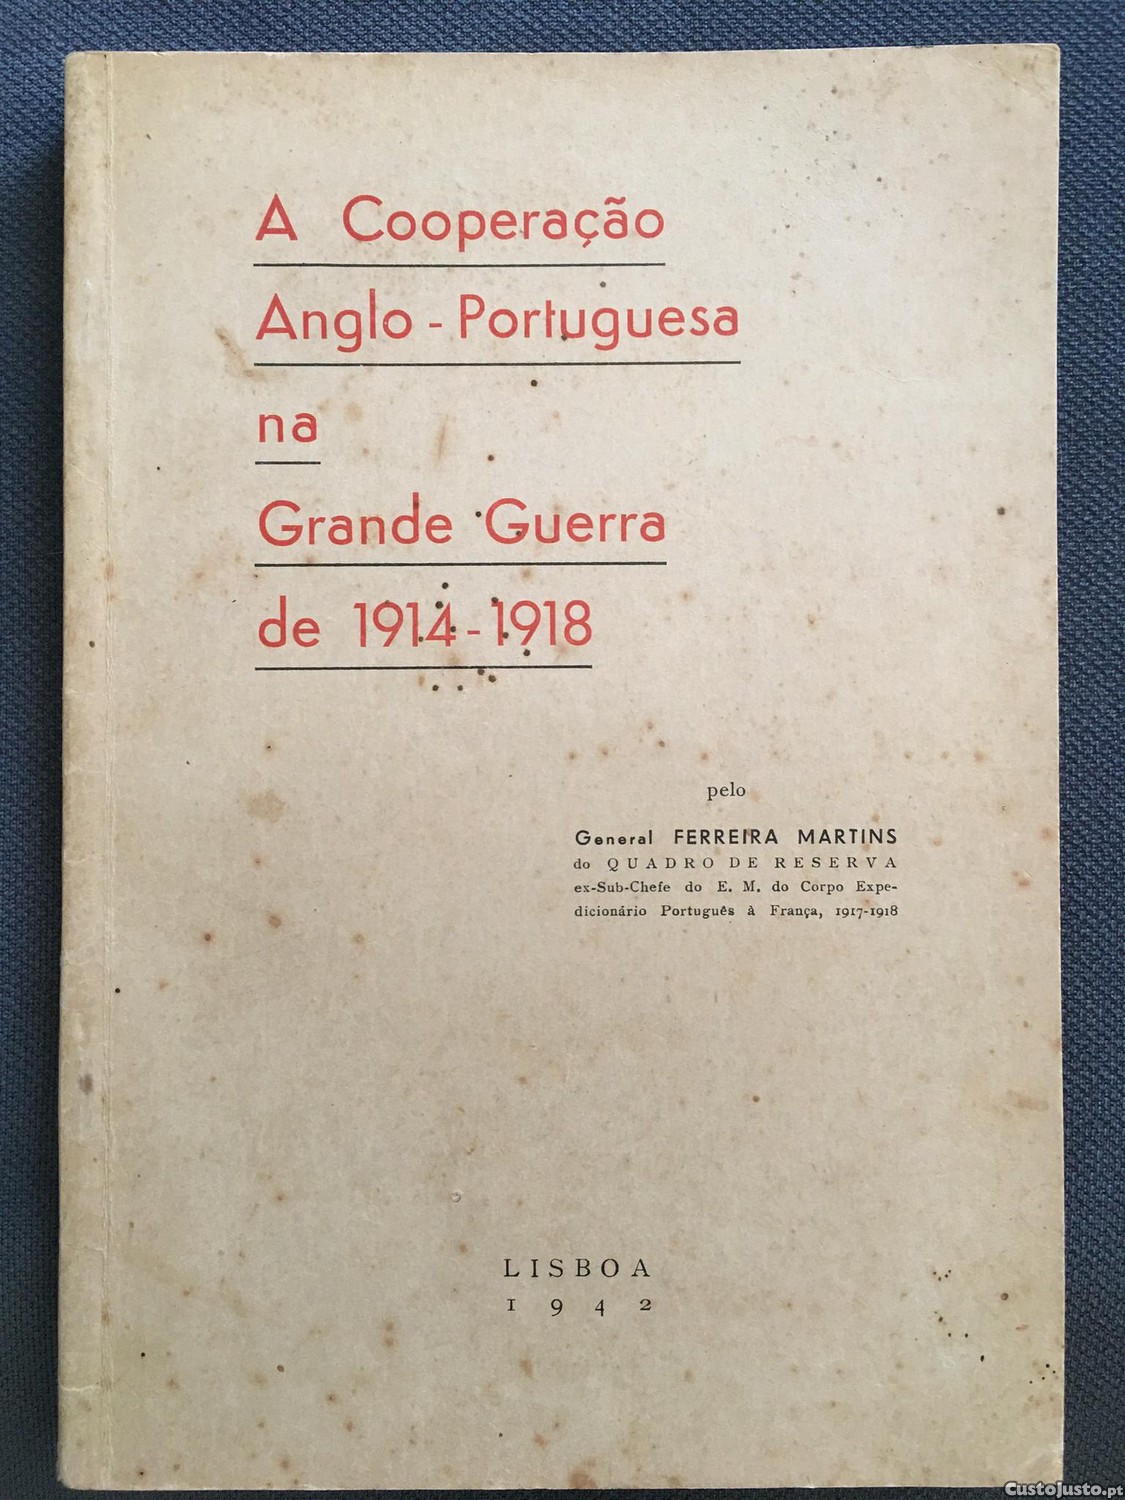 A Cooperação
Anglo - Portuguesa
na
Grande Guerra
de 1914 - 1918
pelo
General FERREIRA MARTINS
do QUADRO DE RESERVA
ex-Sub-Chefe do E. M. do Corpo Expe-
dicionário Português à França, 1917-1918
LISBOA
1942
CustoJusto.pt